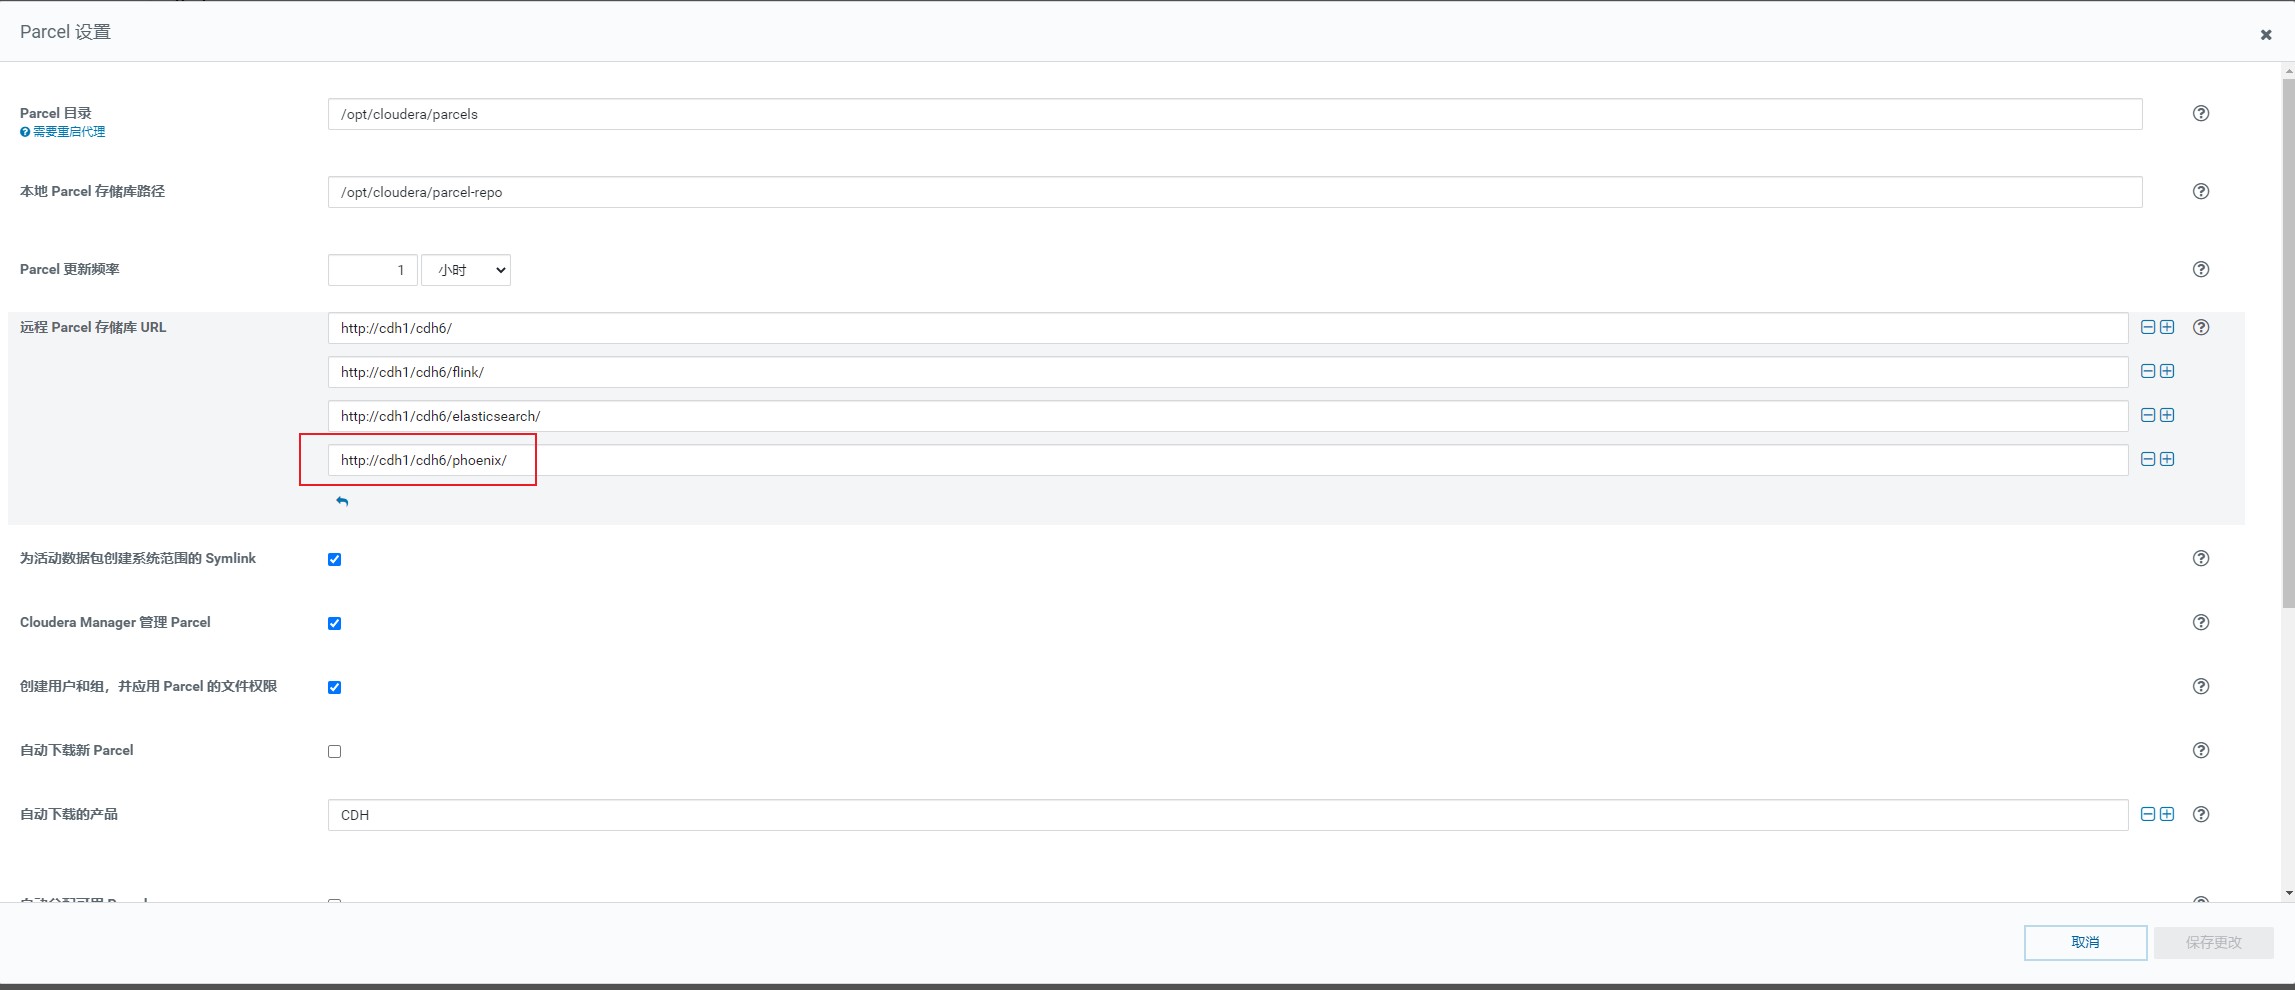 Parcel 设置
Parcel 目录
/opt/cloudera/parcels
需要重启代理
本地 Parcel 存储库路径
/opt/cloudera/parcel-repo
Parcel 更新频率
1 小时
远程 Parcel 存储库 URL
http://cdh1/cdh6/
http://cdh1/cdh6/flink/
http://cdh1/cdh6/elasticsearch/
http://cdh1/cdh6/phoenix/
为活动数据包创建系统范围的 Symlink
Cloudera Manager 管理 Parcel
创建用户和组，并应用 Parcel 的文件权限
自动下载新 Parcel
自动下载的产品
CDH
取消
保存更改